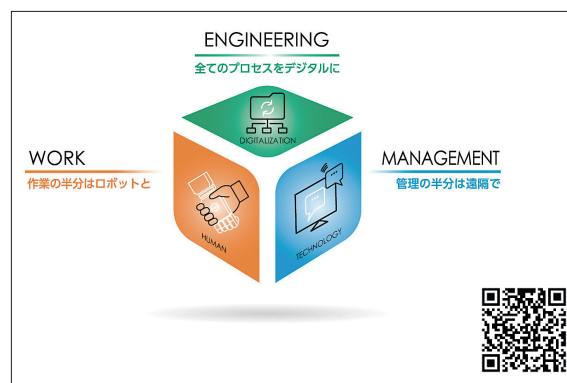 ENGINEERING
全てのプロセスをデジタルに
DIGITALIZATION
WORK
作業の半分はロボットと
HUMAN
MANAGEMENT
管理の半分は遠隔で
TECHNOLOGY